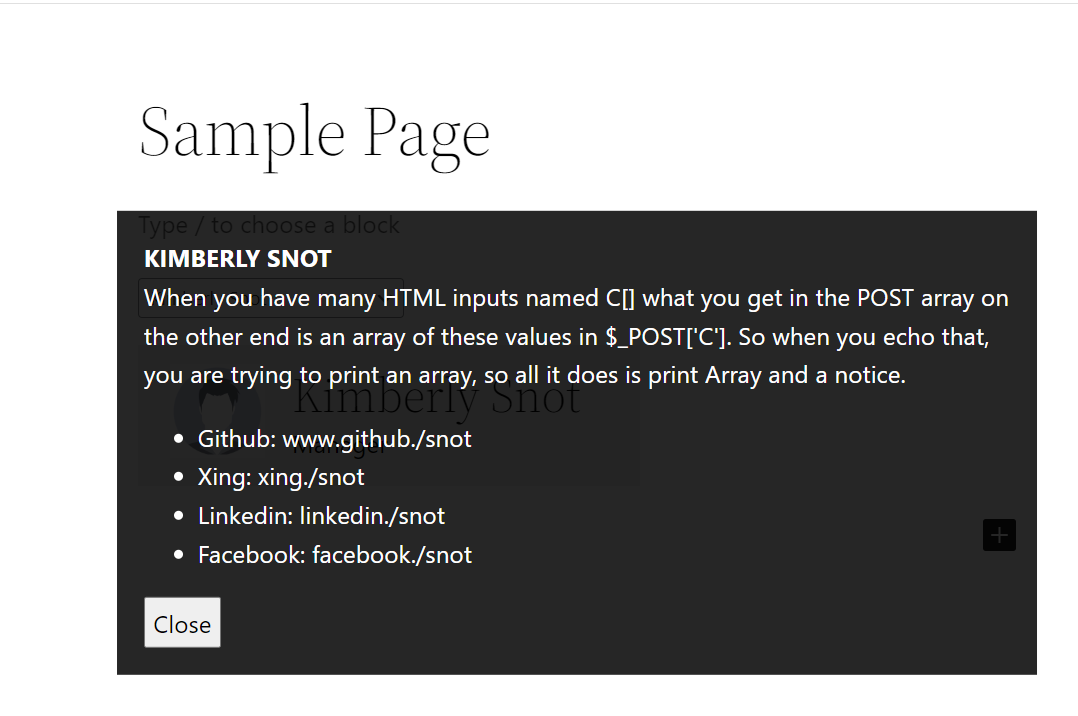 Sample Page
Type / to choose a block
KIMBERLY SNOT
When you have many HTML inputs named C[] what you get in the POST array on
the other end is an array of these values in $_POST['C']. So when you echo that,
you are trying to print an array, so all it does is print Array and a notice.
Kimberly Snot
Manager
• Github: www.github./snot
• Xing: xing./snot
• Linkedin: linkedin./snot
• Facebook: facebook./snot
Close